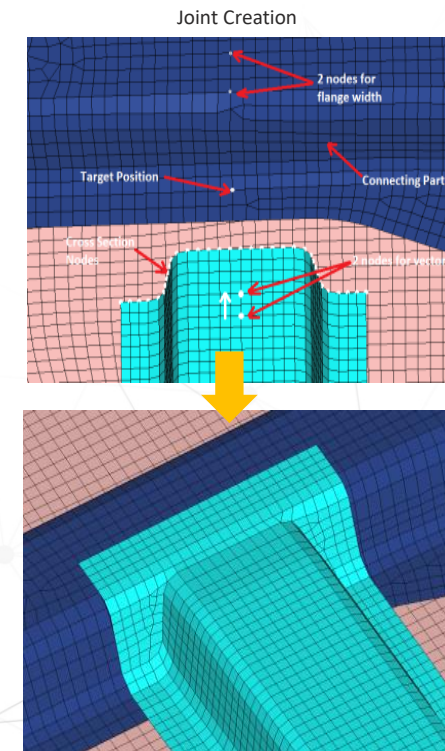 Joint Creation
2 nodes for
flange width
Target Position
Connecting Part
Cross Section
Nodes
2 nodes for vector